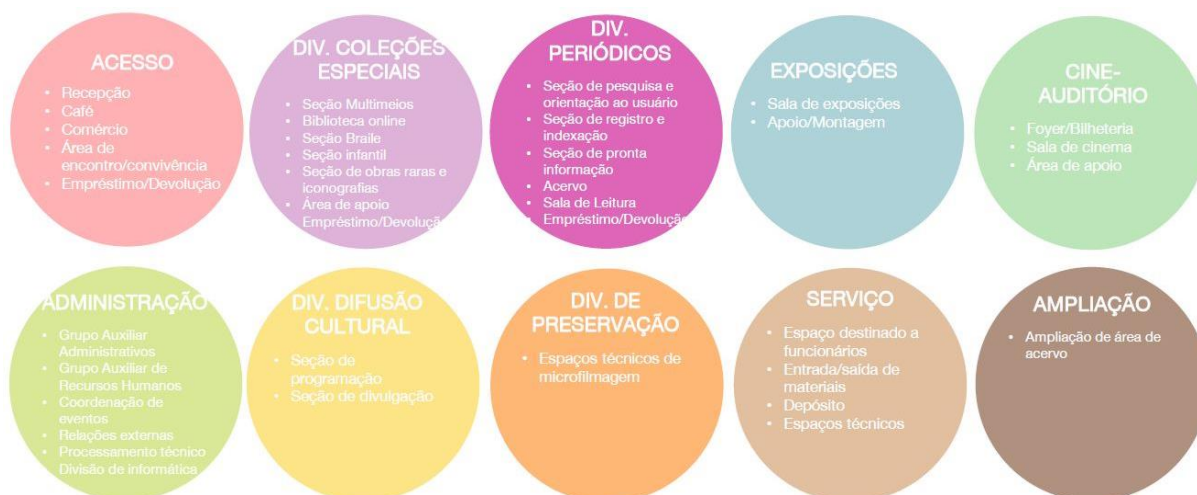 ACESSO
• Recepção
• Café
• Comércio
• Área de
encontro/convivência
• Empréstimo/Devolução
DIV. COLEÇÕES
ESPECIAIS
• Seção Multimeios
• Biblioteca online
• Seção Braile
• Seção infantil
• Seção de obras raras e
iconografias
• Área de apoio
Empréstimo/Devolução
DIV.
PERIÓDICOS
• Seção de pesquisa e
orientação ao usuário
• Seção de registro e
indexação
• Seção de pronta
informação
• Acervo
• Sala de Leitura
• Empréstimo/Devolução
EXPOSIÇÕES
• Sala de exposições
• Apoio/Montagem
CINE-
AUDITÓRIO
• Foyer/Bilheteria
• Sala de cinema
• Área de apoio
ADMINISTRAÇÃO
• Grupo Auxiliar
Administrativos
• Grupo Auxiliar de
Recursos Humanos
• Coordenação de
eventos
• Relações externas
• Processamento técnico
Divisão de informática
DIV. DIFUSÃO
CULTURAL
• Seção de
programação
• Seção de divulgação
DIV. DE
PRESERVAÇÃO
• Espaços técnicos de
microfilmagem
SERVIÇO
• Espaço destinado a
funcionários
• Entrada/saída de
materiais
• Depósito
• Espaços técnicos
AMPLIAÇÃO
• Ampliação de área de
acervo